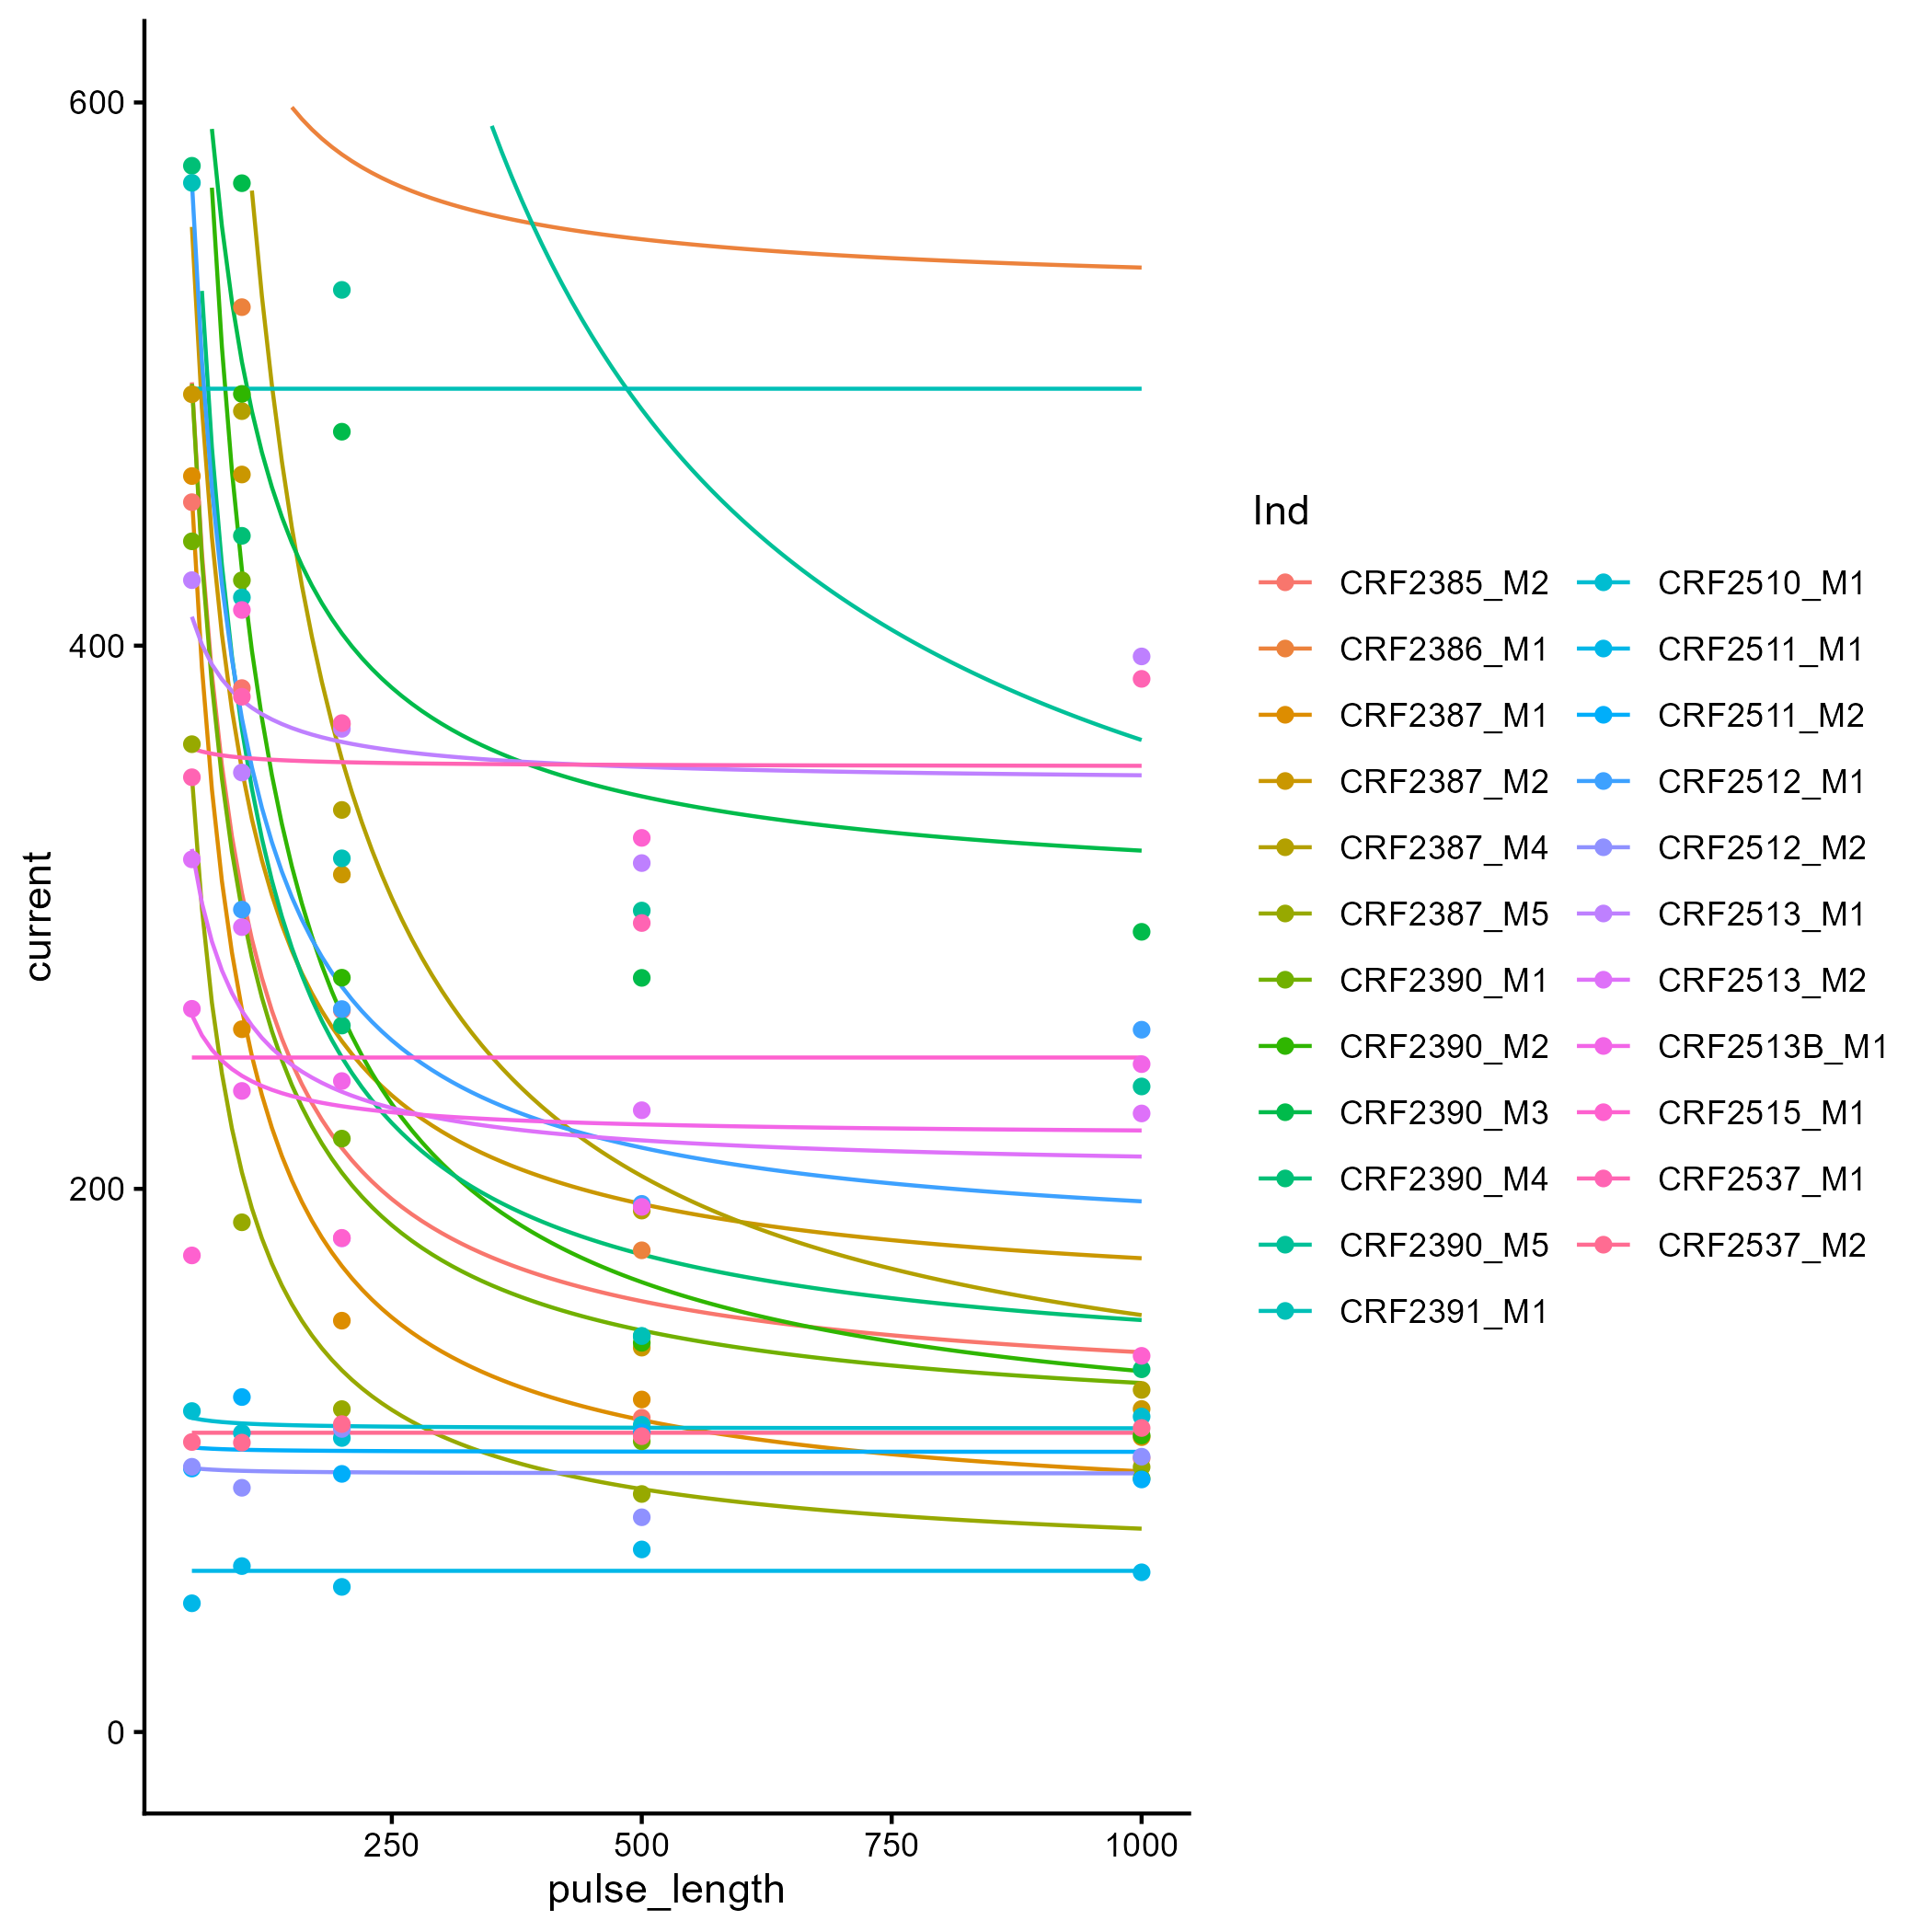 600
400
200
0
current
250 500 750 1000
pulse_length
Ind
CRF2385_M2 CRF2510_M1
CRF2386_M1 CRF2511_M1
CRF2387_M1 CRF2511_M2
CRF2387_M2 CRF2512_M1
CRF2387_M4 CRF2512_M2
CRF2387_M5 CRF2513_M1
CRF2390_M1 CRF2513_M2
CRF2390_M2 CRF2513B_M1
CRF2390_M3 CRF2515_M1
CRF2390_M4 CRF2537_M1
CRF2390_M5 CRF2537_M2
CRF2391_M1